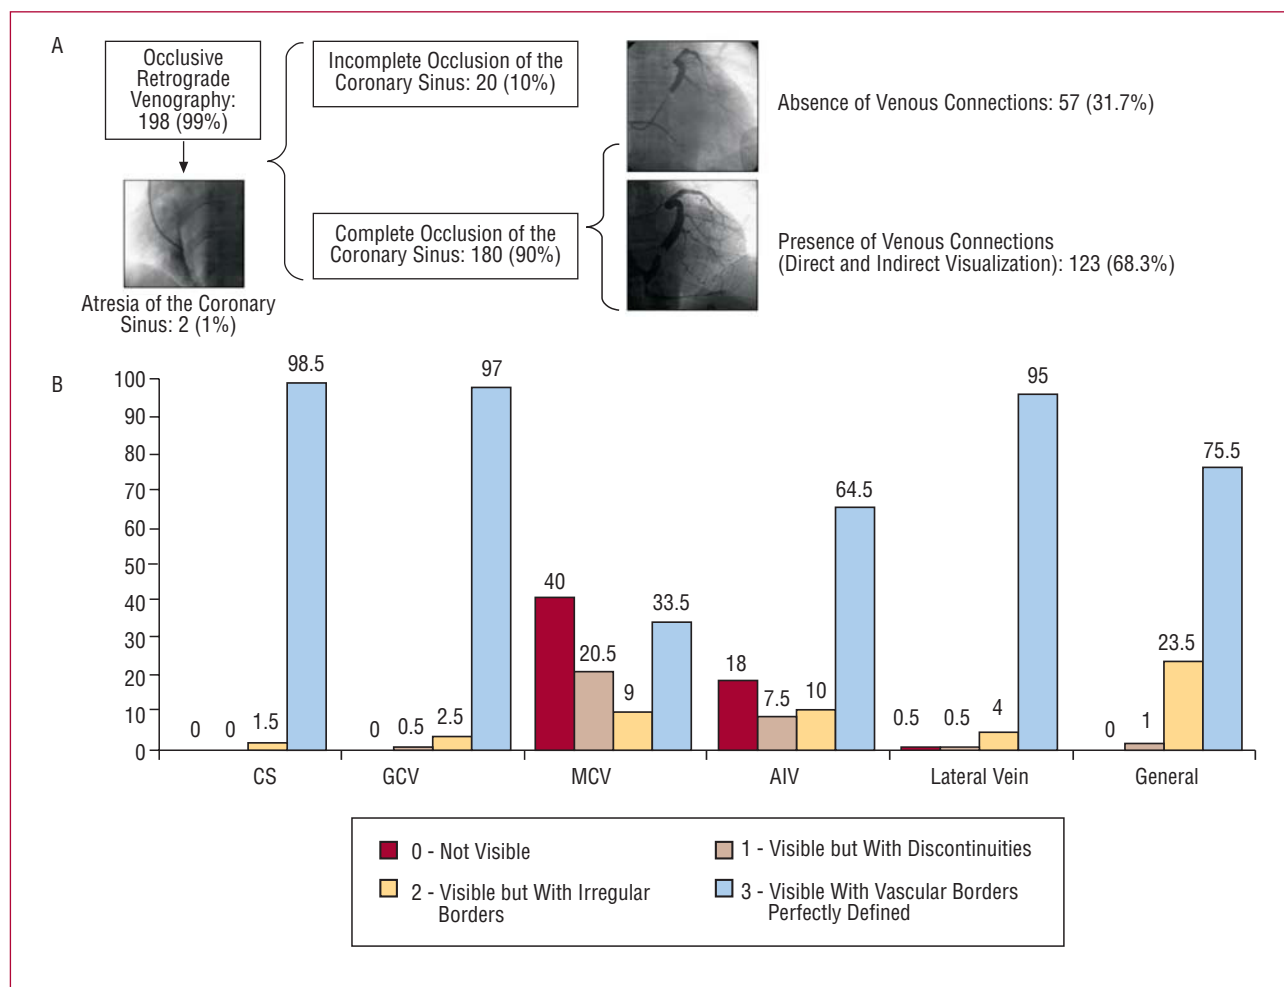 A
Occlusive
Retrograde
Venography:
198 (99%)
Atresia of the Coronary
Sinus: 2 (1%)
Incomplete Occlusion of the
Coronary Sinus: 20 (10%)
Complete Occlusion of the
Coronary Sinus: 180 (90%)
Absence of Venous Connections: 57 (31.7%)
Presence of Venous Connections
(Direct and Indirect Visualization): 123 (68.3%)
B
100
90
80
70
60
50
40
30
20
10
0
0 0 1.5 98.5
0 0.5 2.5 97
40 20.5 9 33.5
18 7.5 10 64.5
0.5 0.5 4 95
0 1 23.5 75.5
CS GCV MCV AIV Lateral Vein General
0 - Not Visible
1 - Visible but With Discontinuities
2 - Visible but With Irregular
Borders
3 - Visible With Vascular Borders
Perfectly Defined